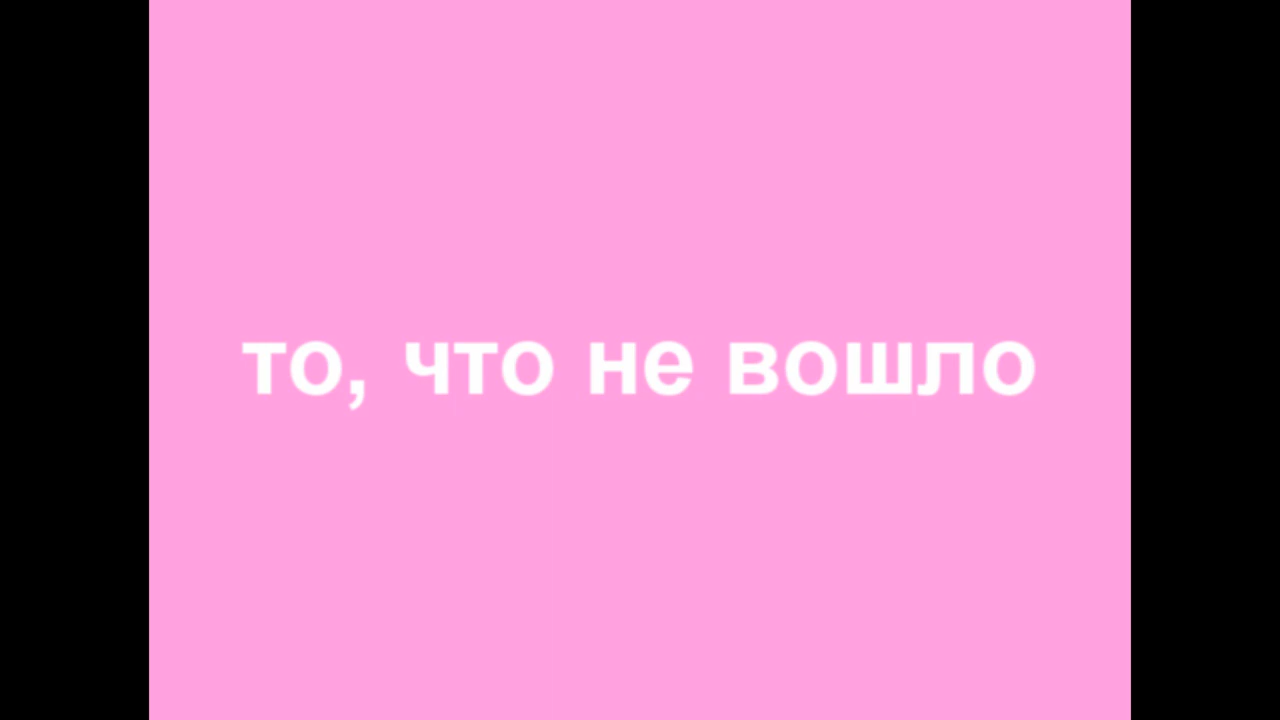 то, что не вошло